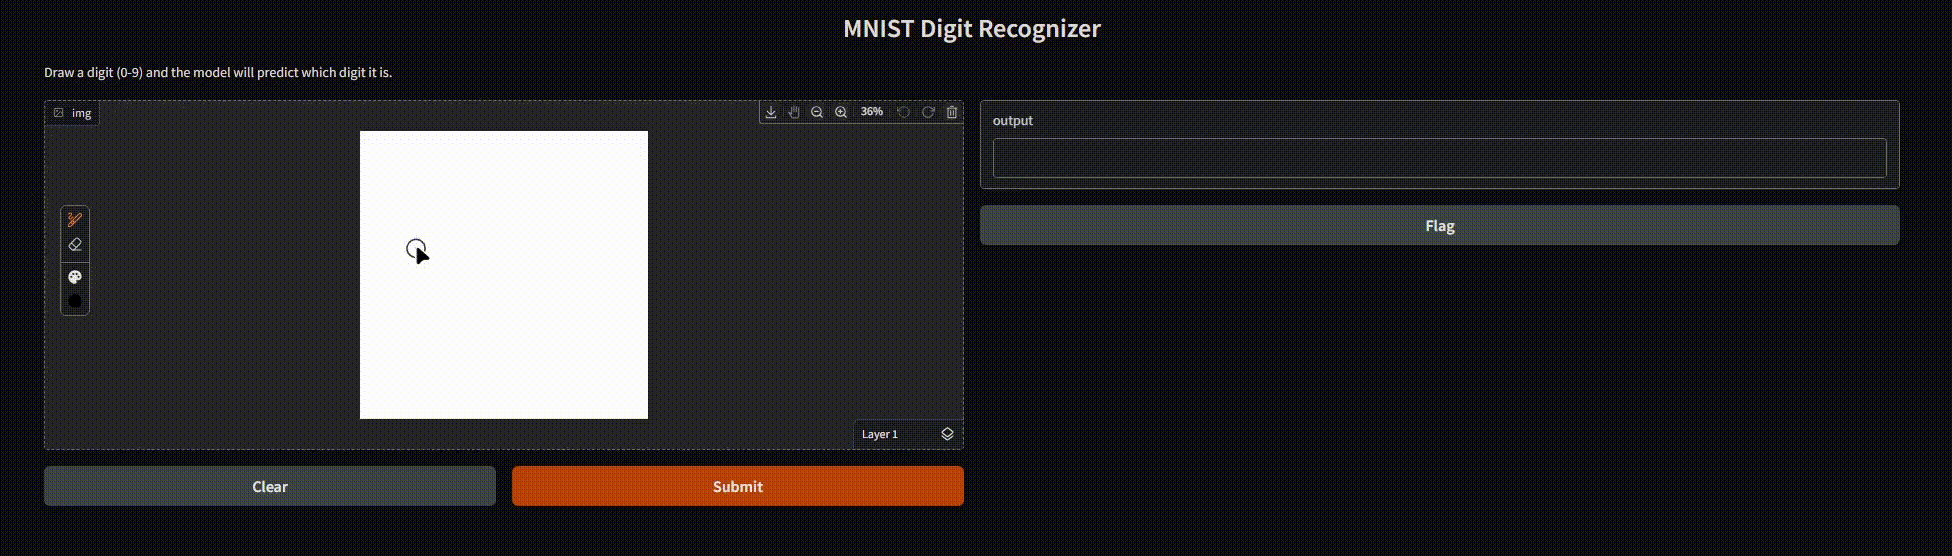 MNIST Digit Recognizer
Draw a digit (0-9) and the model will predict which digit it is.
img
36%
Layer 1
Clear
Submit
output
Flag